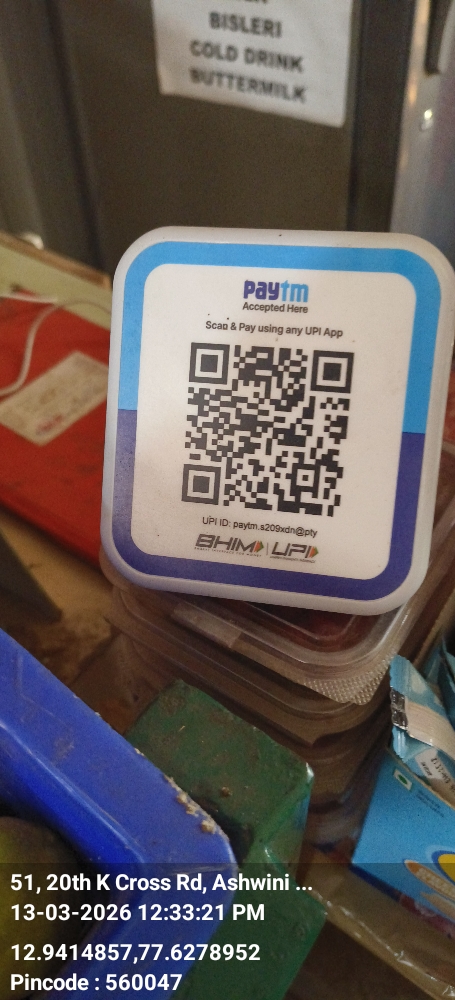 BISLERI
COLD DRINK
BUTTERMILK
paytm
Accepted Here
Scan & Pay using any UPI App
UPI ID: paytm.s209xdn@pty
BHIM UPI
51, 20th K Cross Rd, Ashwini ...
13-03-2026 12:33:21 PM
12.9414857,77.6278952
Pincode : 560047